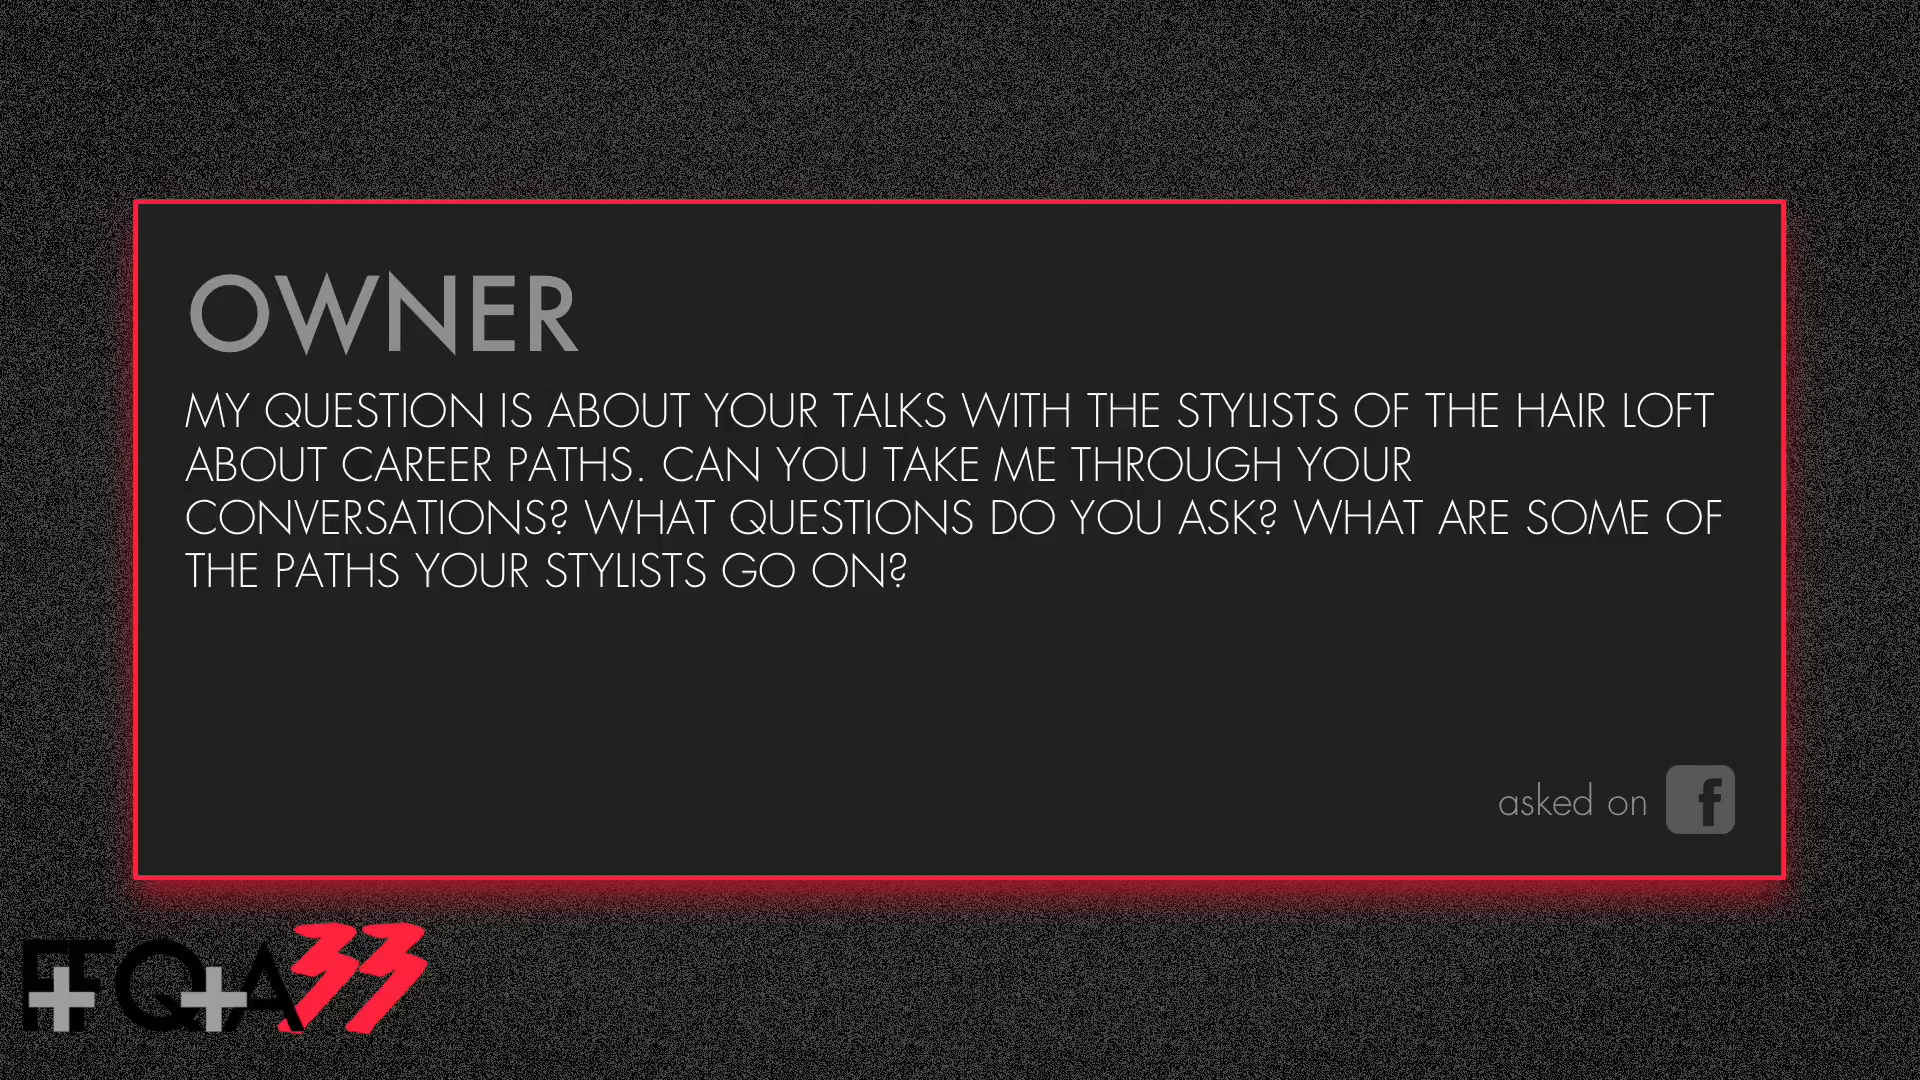 OWNER
MY QUESTION IS ABOUT YOUR TALKS WITH THE STYLISTS OF THE HAIR LOFT
ABOUT CAREER PATHS. CAN YOU TAKE ME THROUGH YOUR
CONVERSATIONS? WHAT QUESTIONS DO YOU ASK? WHAT ARE SOME OF
THE PATHS YOUR STYLISTS GO ON?
asked on f
F+F Q+A 33